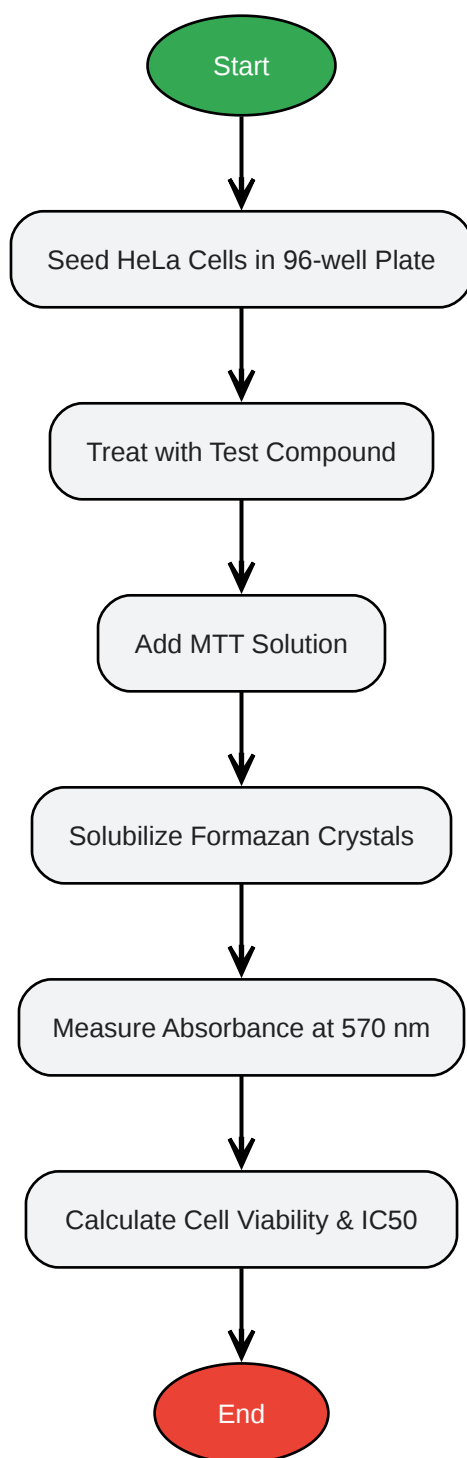 Start
Seed HeLa Cells in 96-well Plate
Treat with Test Compound
Add MTT Solution
Solubilize Formazan Crystals
Measure Absorbance at 570 nm
Calculate Cell Viability & IC50
End